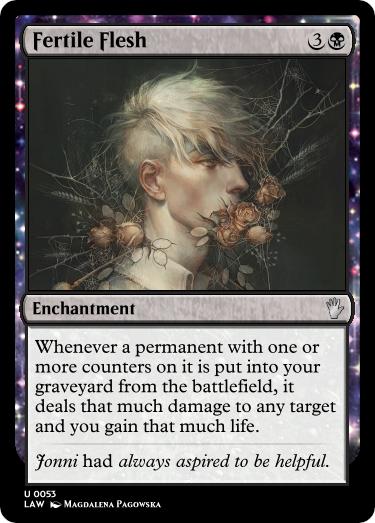 Fertile Flesh 3
Enchantment
Whenever a permanent with one or
more counters on it is put into your
graveyard from the battlefield, it
deals that much damage to any target
and you gain that much life.
Jonni had always aspired to be helpful.
U 0053
LAW Magdalena Pagowska